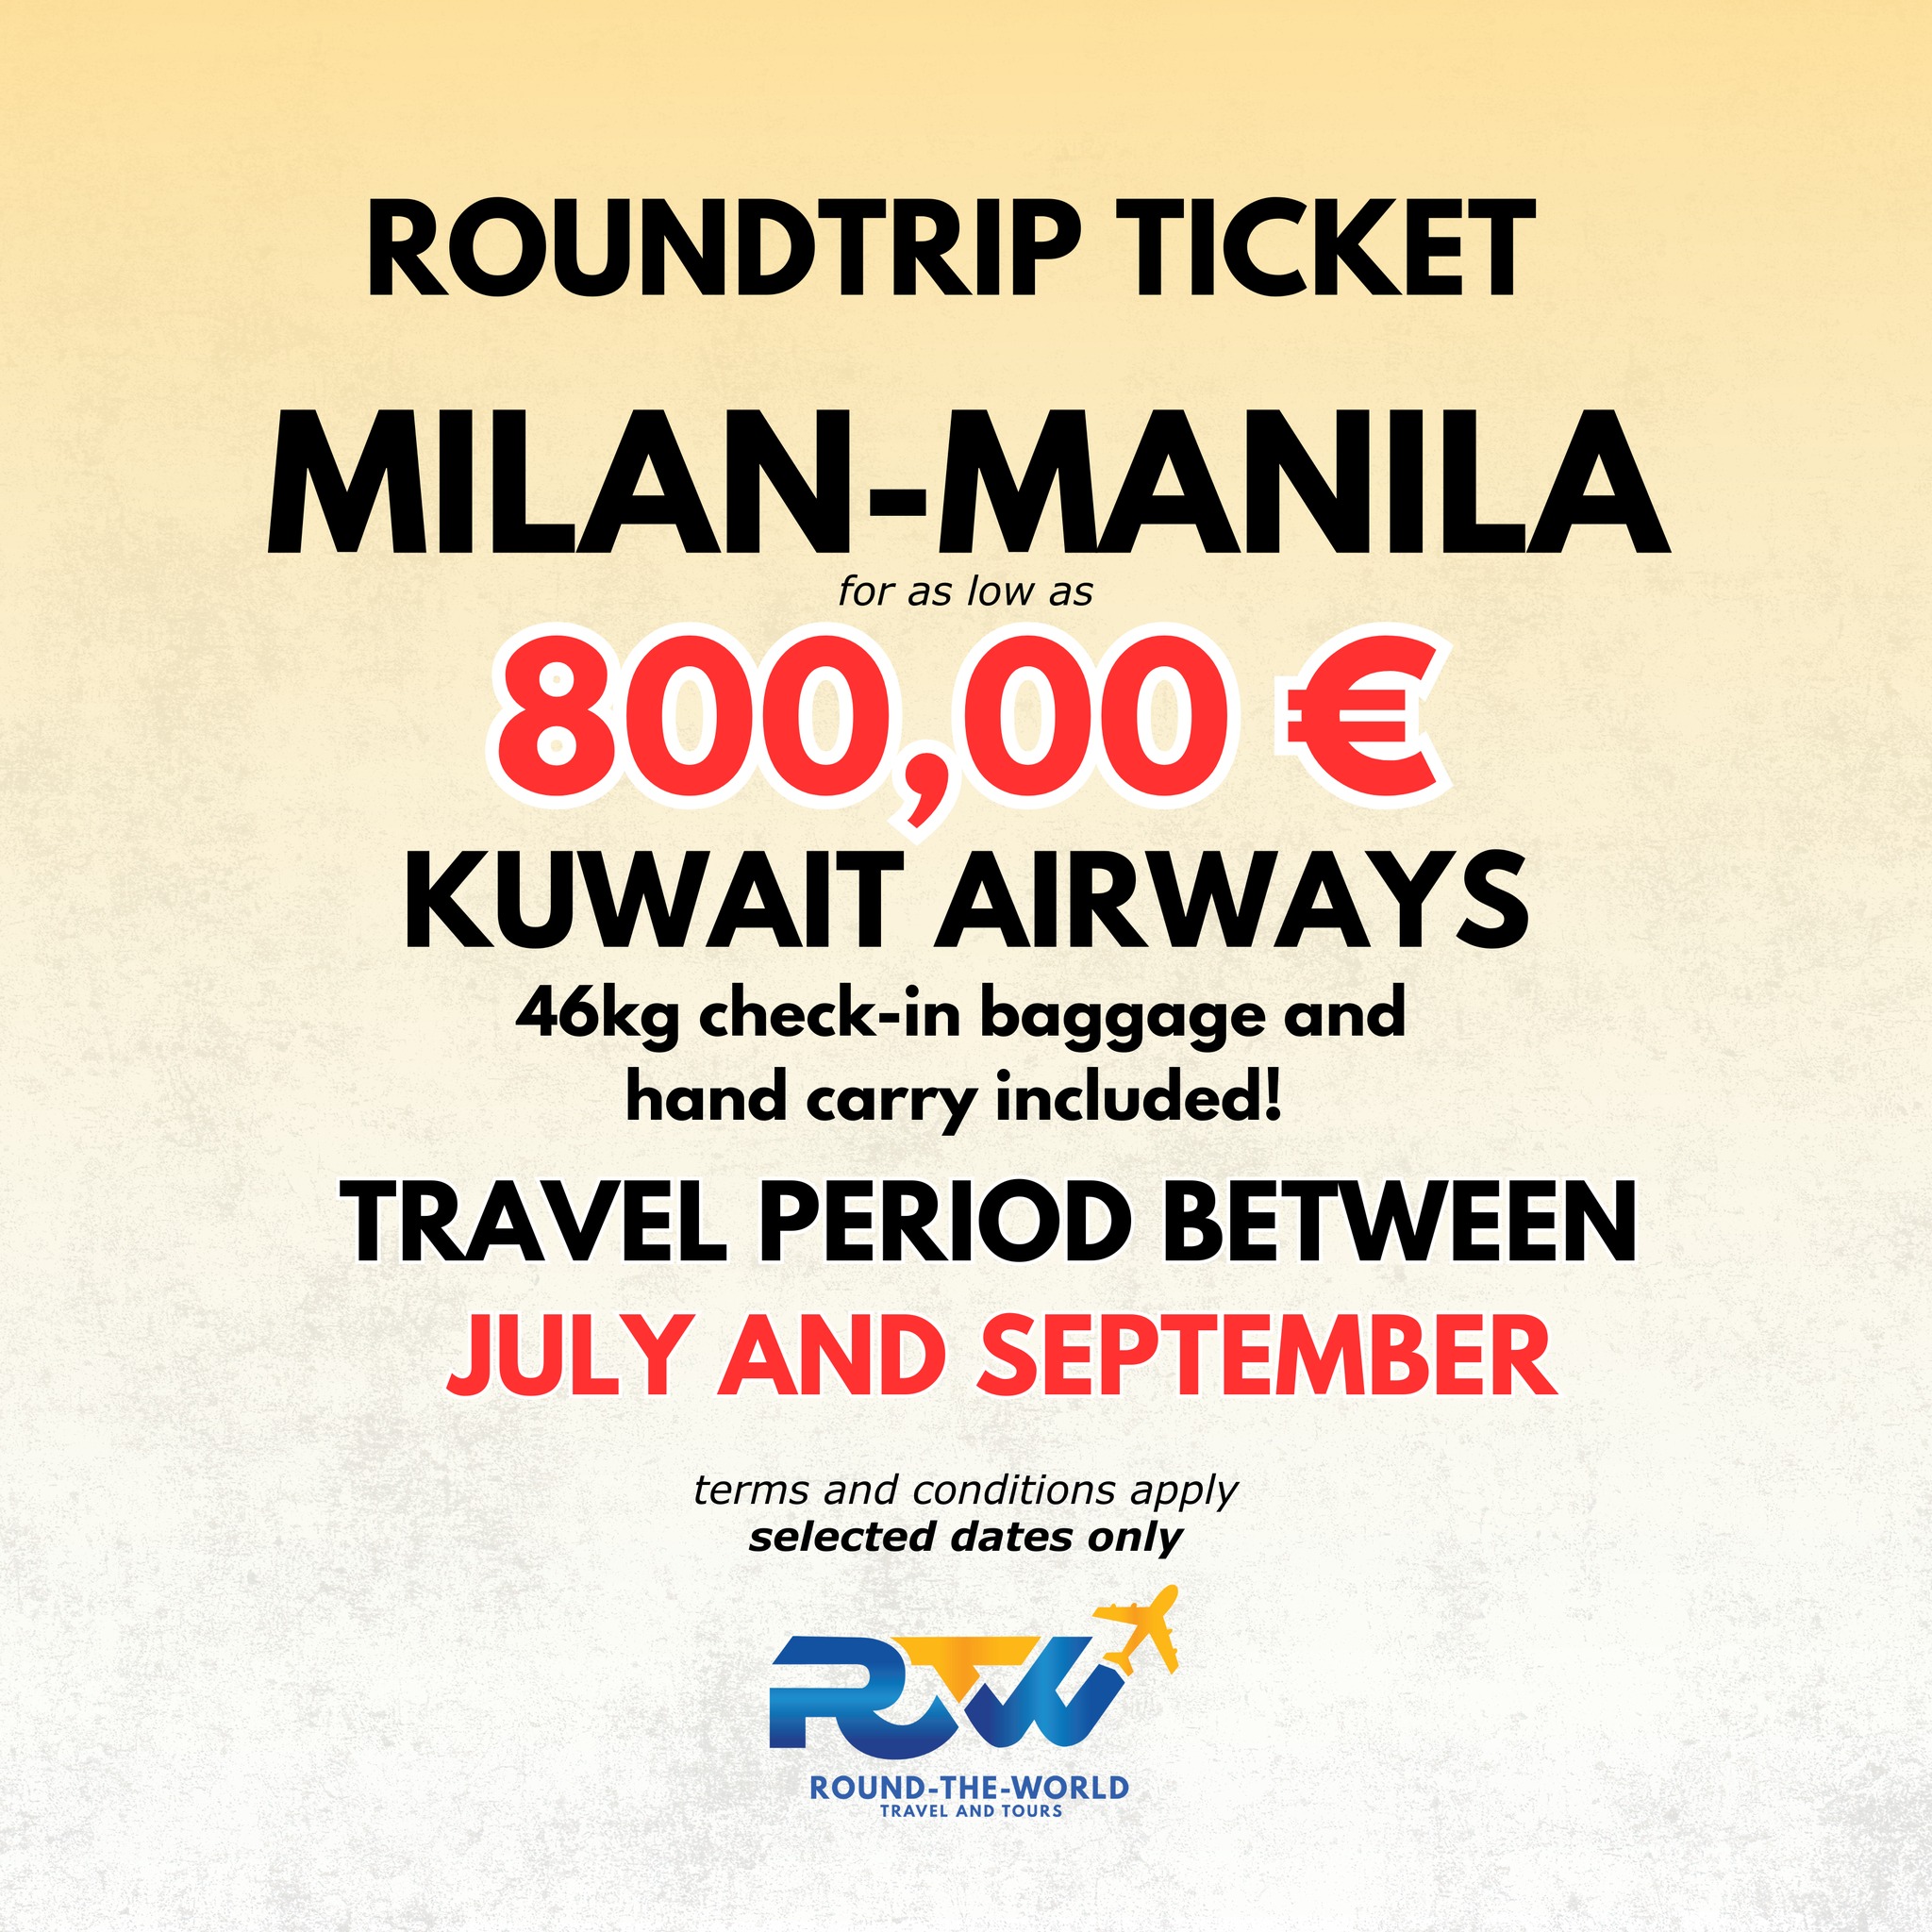 ROUNDTRIP TICKET
MILAN-MANILA
for as low as
800,00 €
KUWAIT AIRWAYS
46kg check-in baggage and
hand carry included!
TRAVEL PERIOD BETWEEN
JULY AND SEPTEMBER
terms and conditions apply
selected dates only
RTW
ROUND-THE-WORLD
TRAVEL AND TOURS